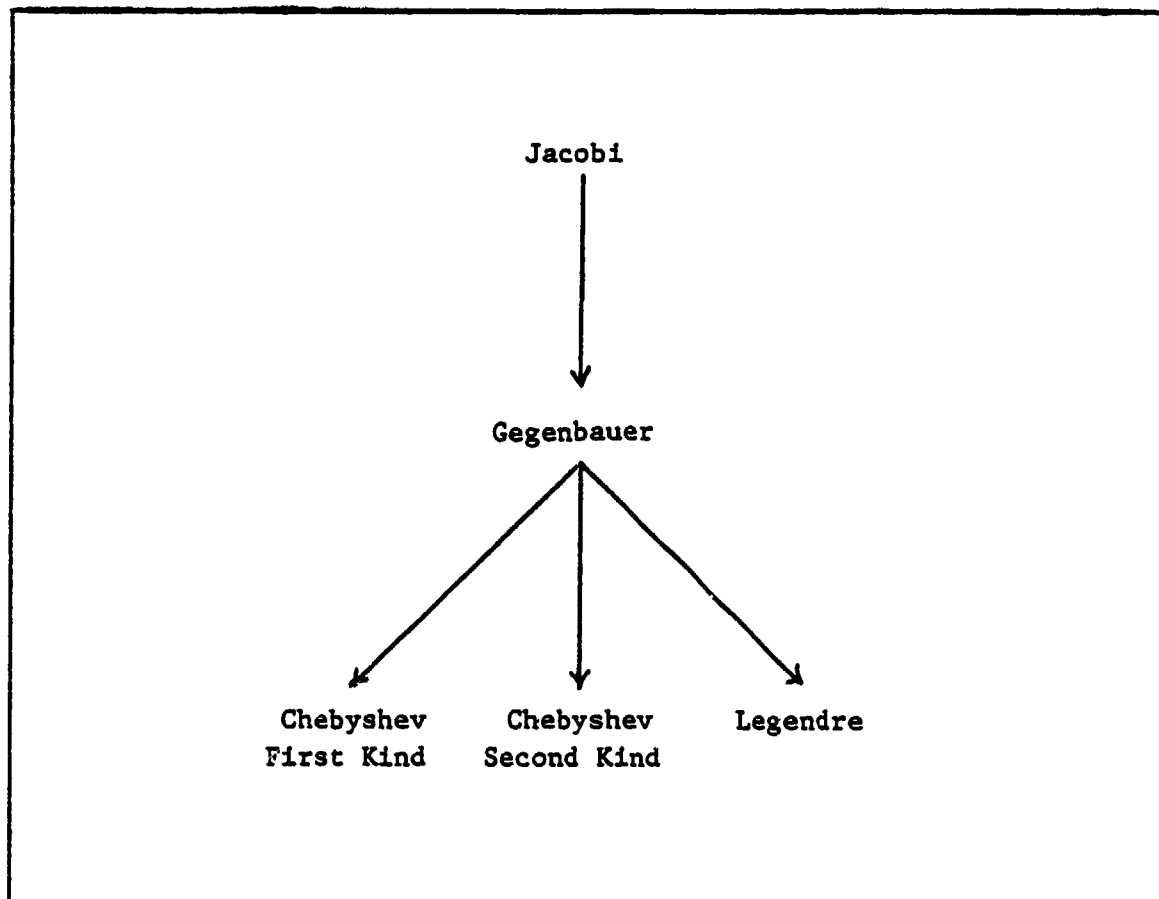 Jacobi
Gegenbauer
Chebyshev
First Kind
Chebyshev
Second Kind
Legendre